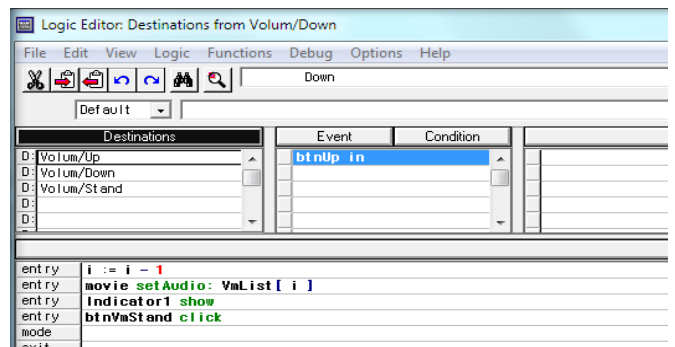 Logic Editor: Destinations from Volum/Down
File Edit View Logic Functions Debug Options Help
Down
Default
Destinations Event Condition
D: Volum/Up btnUp in
D: Volum/Down
D: Volum/Stand
D:
D:
entry i := i - 1
entry movie setAudio: VmList[ i ]
entry Indicator1 show
entry btnVmStand click
mode
exit